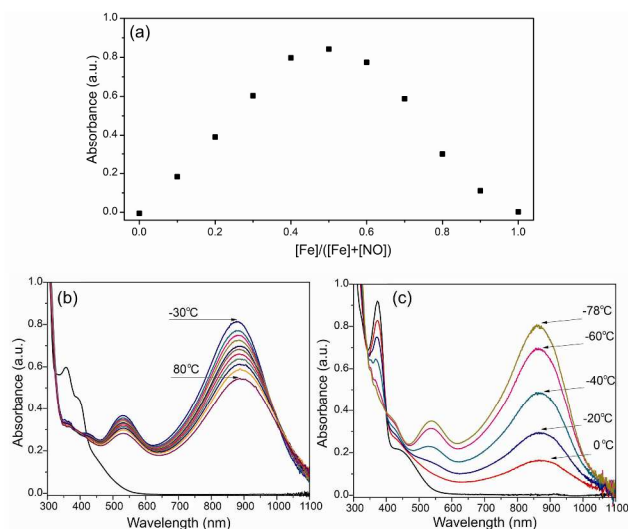 (a)
Absorbance (a.u.)
1.0
0.8
0.6
0.4
0.2
0.0
0.0 0.2 0.4 0.6 0.8 1.0
[Fe]/([Fe]+[NO])
(b)
Absorbance (a.u.)
1.0
0.8
0.6
0.4
0.2
0.0
-30°C
80°C
300 400 500 600 700 800 900 1000 1100
Wavelength (nm)
(c)
Absorbance (a.u.)
1.0
0.8
0.6
0.4
0.2
0.0
-78°C
-60°C
-40°C
-20°C
0°C
300 400 500 600 700 800 900 1000 1100
Wavelength (nm)